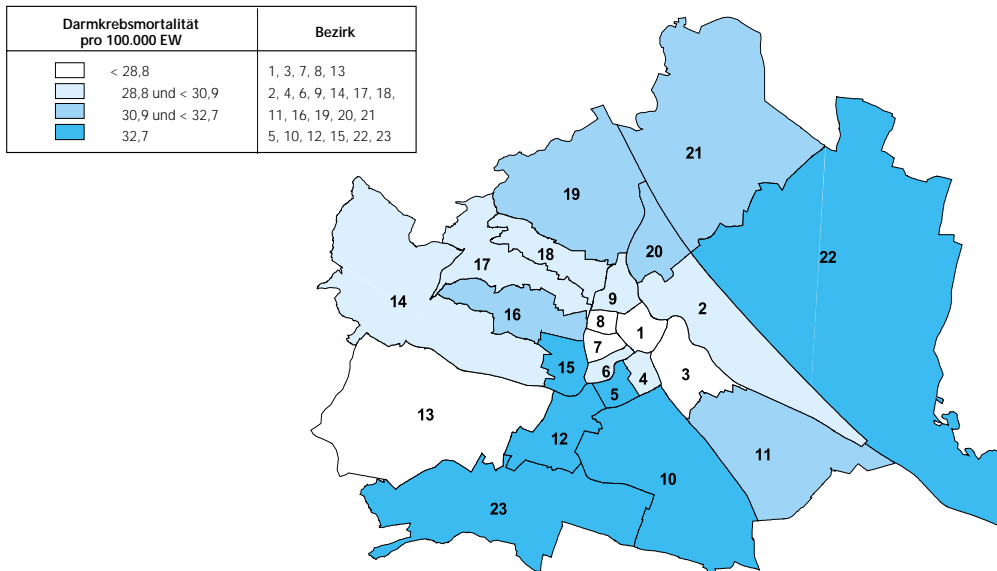 Darmkrebsmortalität
pro 100.000 EW
Bezirk
< 28,8
1, 3, 7, 8, 13
28,8 und < 30,9
2, 4, 6, 9, 14, 17, 18,
30,9 und < 32,7
11, 16, 19, 20, 21
32,7
5, 10, 12, 15, 22, 23
21
19
20
18
22
17
9
14
2
16
8
1
7
15
6
4
3
5
13
12
11
10
23